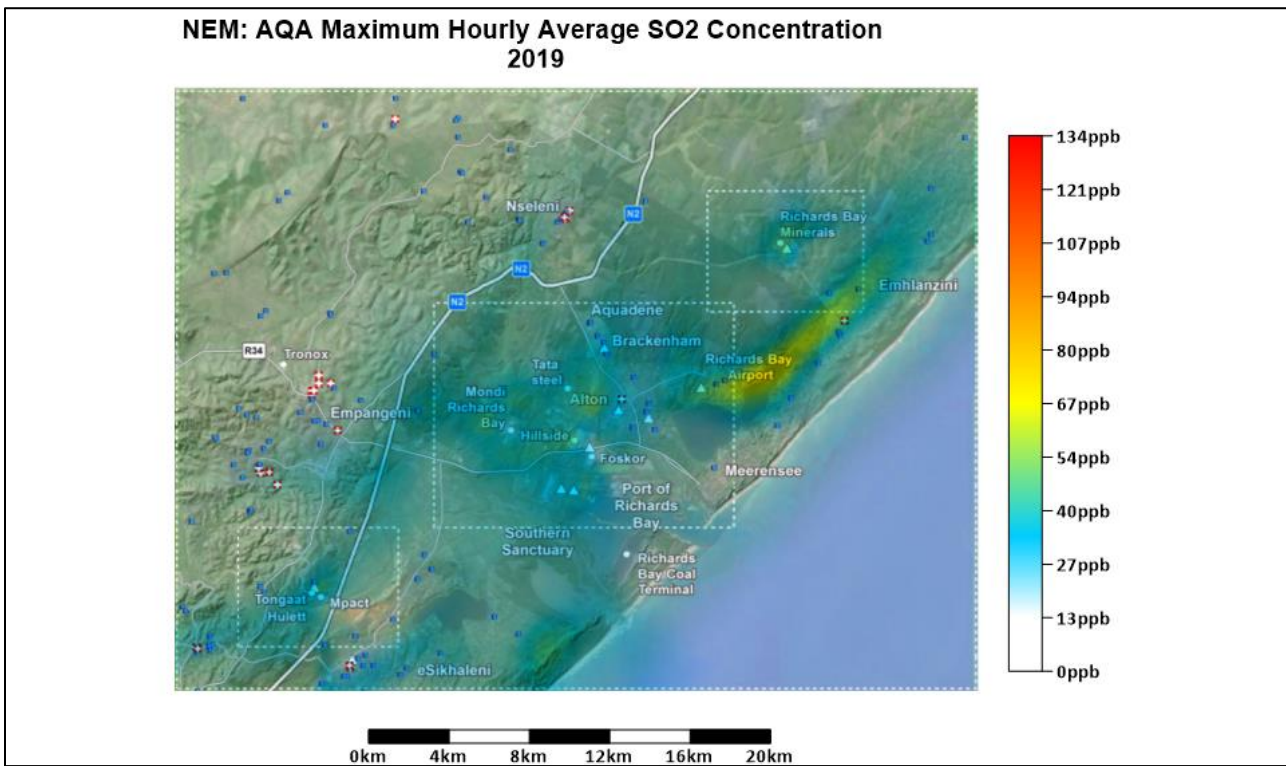 NEM: AQA Maximum Hourly Average SO2 Concentration
2019
134ppb
121ppb
107ppb
94ppb
80ppb
67ppb
54ppb
40ppb
27ppb
13ppb
0ppb
Nseleni
N2
Richards Bay
Minerals
N2
Emhlanzini
N2
Aquadene
Brackenham
R34
Tronox
Tata
steel
Richards Bay
Airport
Mondi
Richards
Bay
Alton
Empangeni
Hillside
Foskor
Meerensee
Port of
Richards
Bay
Southern
Sanctuary
Richards
Bay Coal
Terminal
Tongaat
Hulett
Mpact
eSikhaleni
0km
4km
8km
12km
16km
20km